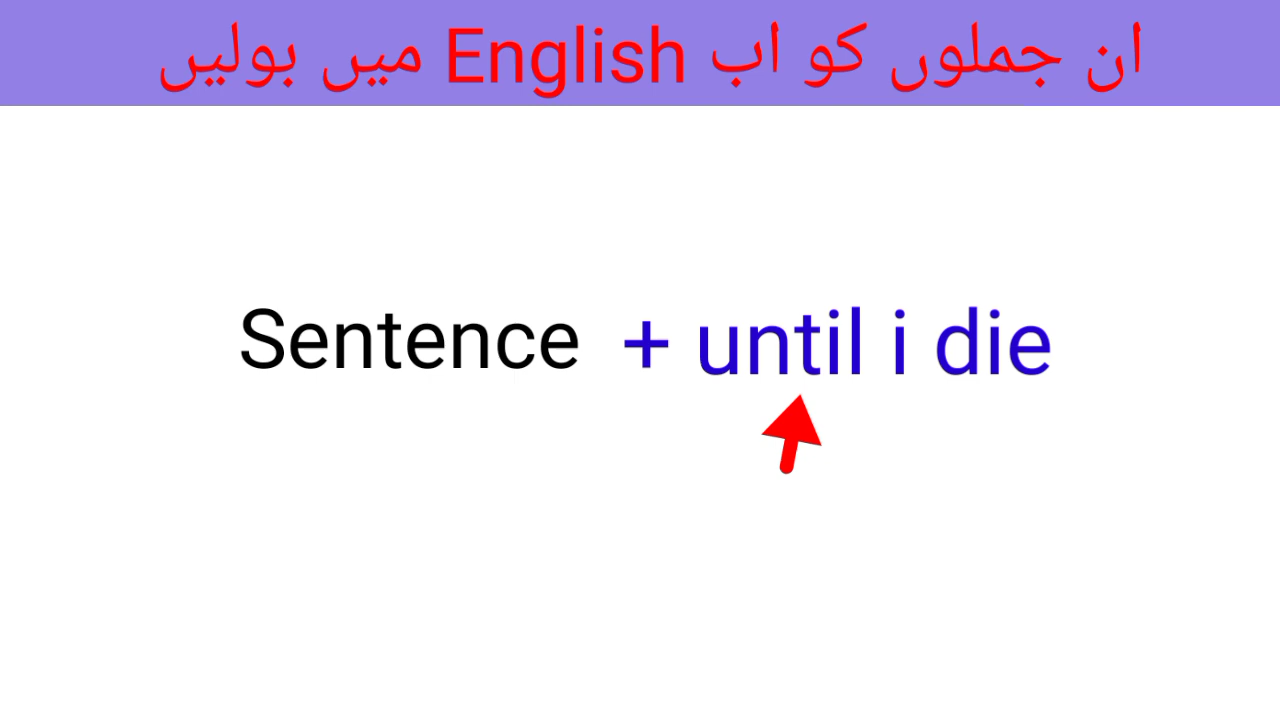 ان جملوں کو اب English میں بولیں
Sentence + until i die